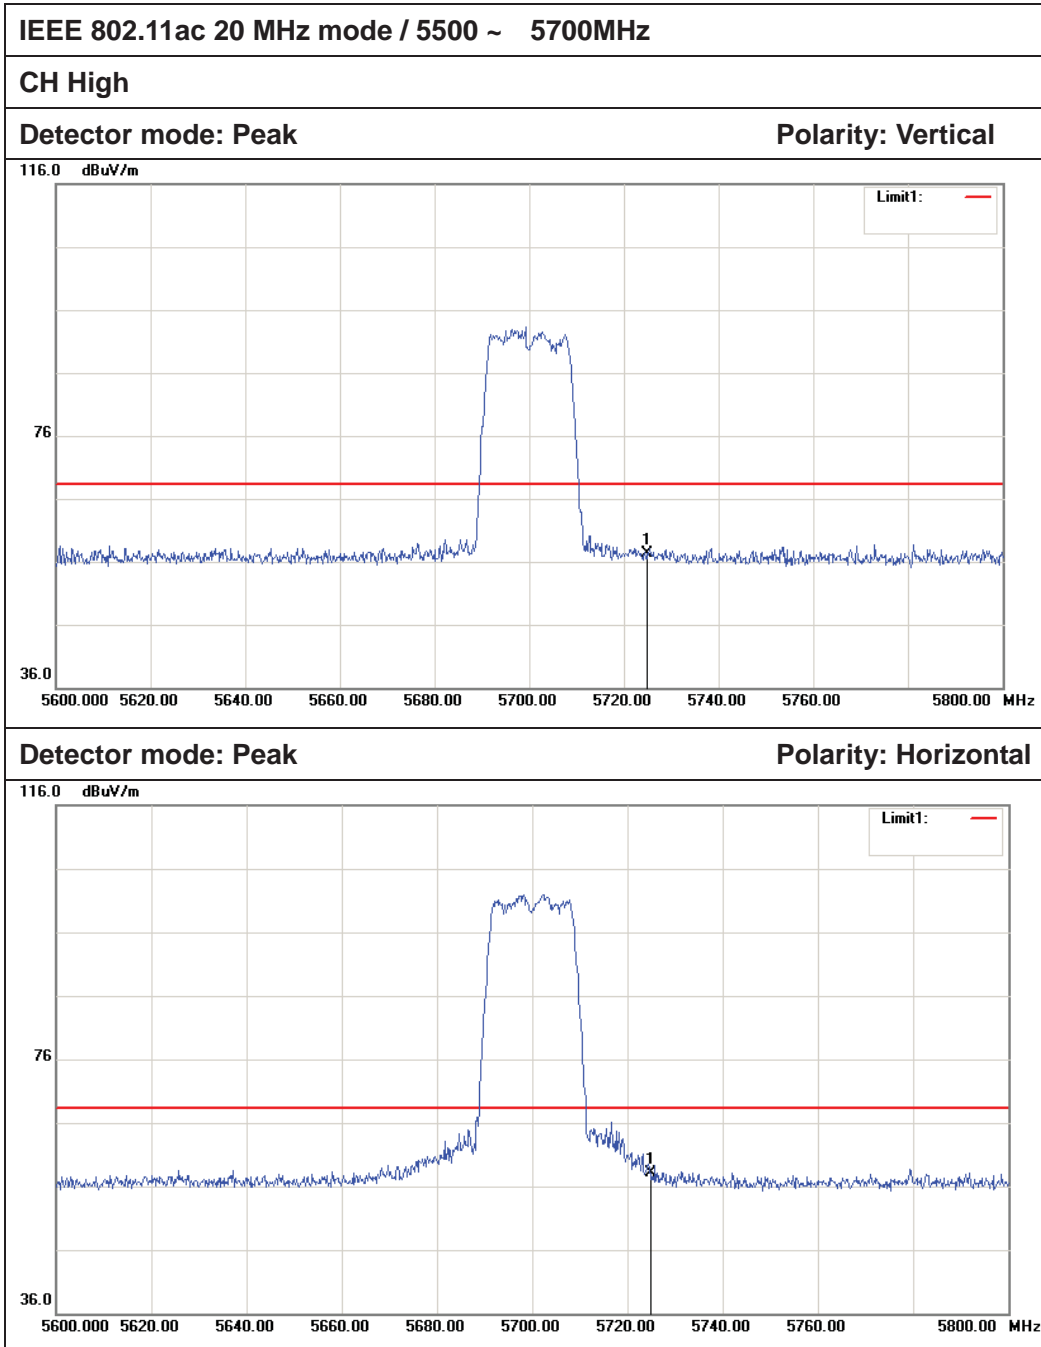 IEEE 802.11ac 20 MHz mode / 5500 ~ 5700MHz
CH High
Detector mode: Peak Polarity: Vertical
116.0 dBuV/m
Limit1:
76
1
36.0
5600.000 5620.00 5640.00 5660.00 5680.00 5700.00 5720.00 5740.00 5760.00 5800.00 MHz
Detector mode: Peak Polarity: Horizontal
116.0 dBuV/m
Limit1:
76
1
36.0
5600.000 5620.00 5640.00 5660.00 5680.00 5700.00 5720.00 5740.00 5760.00 5800.00 MHz